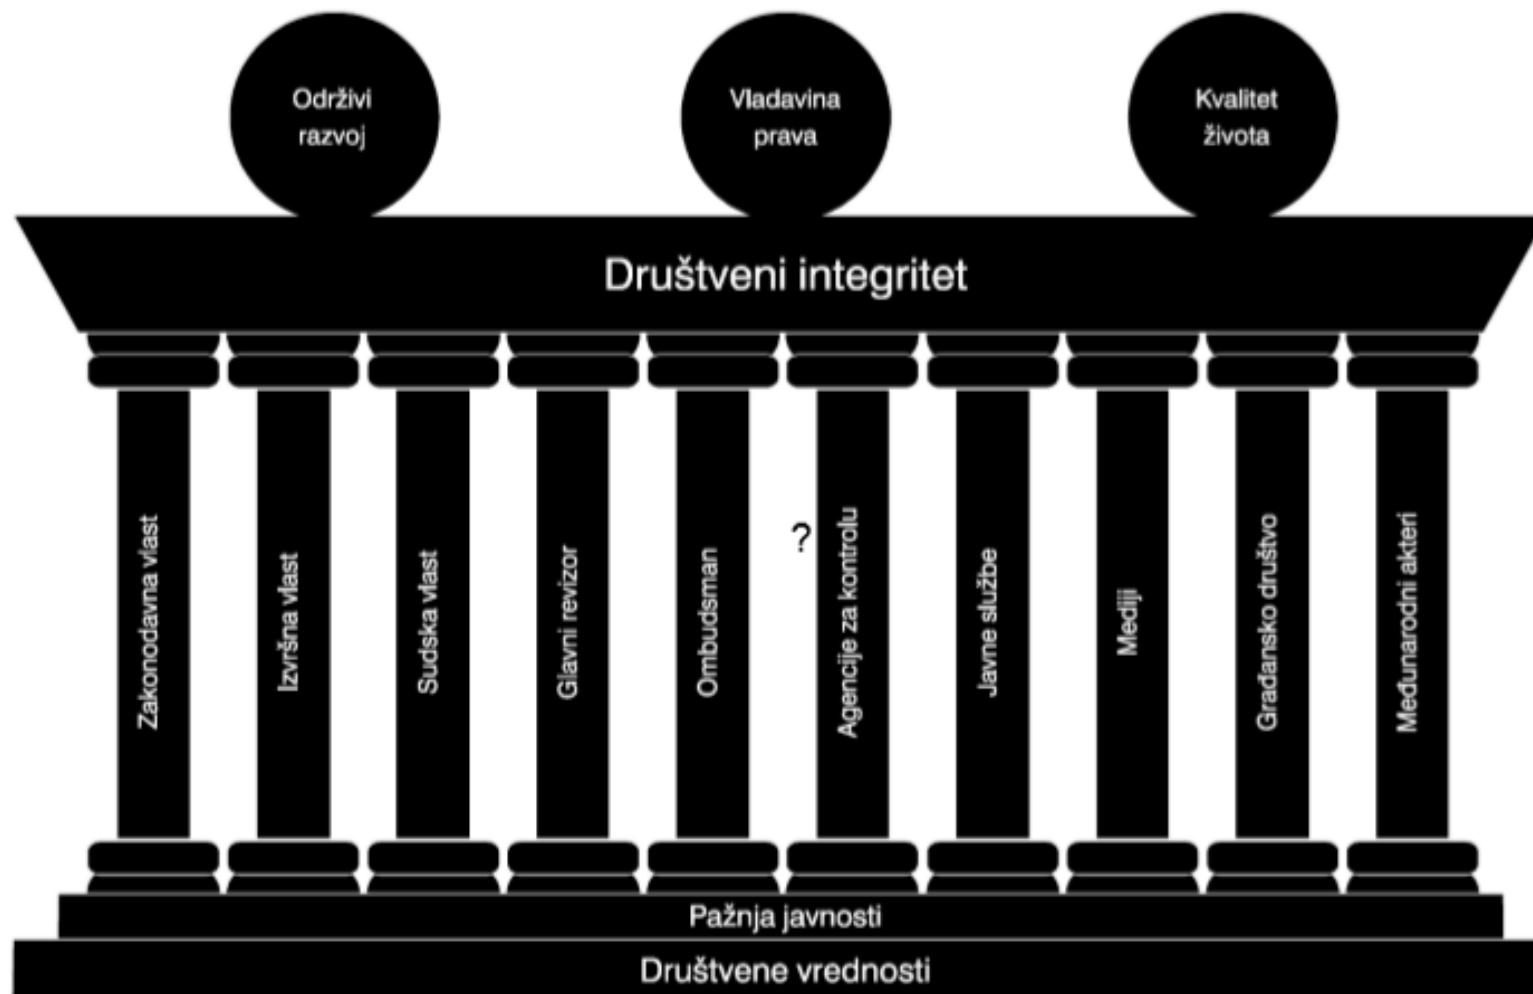 Održivi
razvoj
Vladavina
prava
Kvalitet
života
Društveni integritet
Zakonodavna vlast
Izvršna vlast
Sudska vlast
Glavni revizor
Ombudsman
?
Agencije za kontrolu
Javne službe
Mediji
Građansko društvo
Međunarodni akteri
Pažnja javnosti
Društvene vrednosti